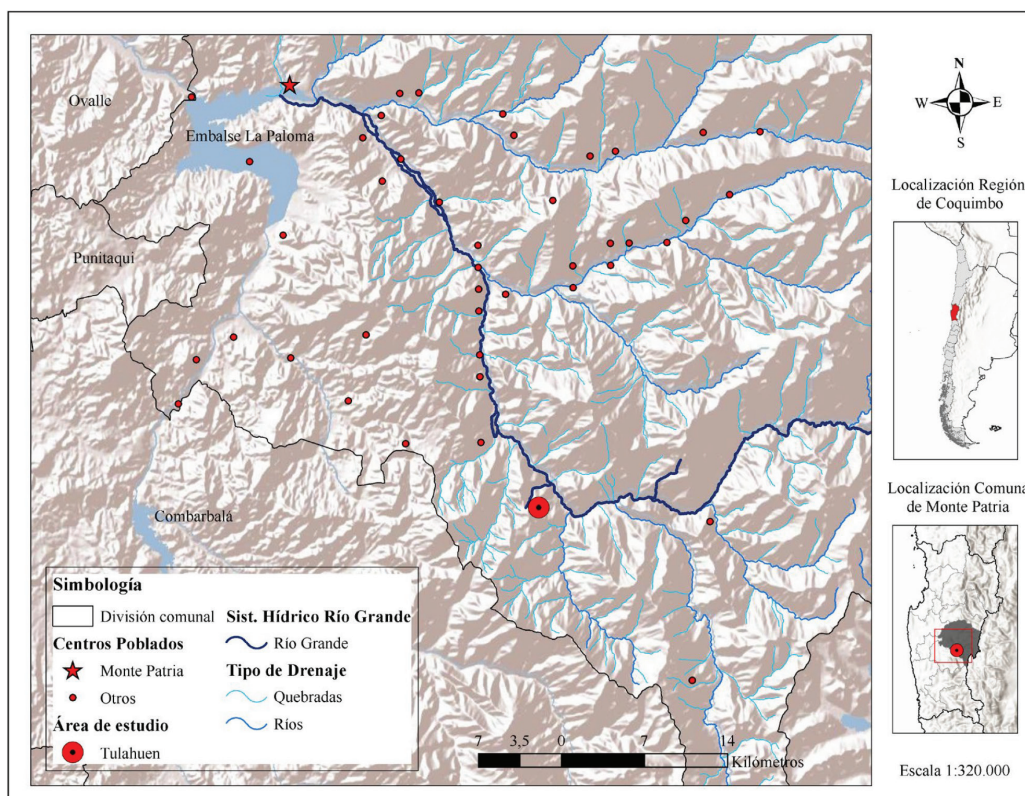 Ovalle
Embalse La Paloma
Punitaqui
Combarbalá
Simbología
División comunal
Centros Poblados
Monte Patria
Otros
Área de estudio
Tulahuen
Sist. Hídrico Río Grande
Río Grande
Tipo de Drenaje
Quebradas
Ríos
7 3,5 0 7 14
Kilómetros
N
W E
S
Localización Región
de Coquimbo
Localización Comuna
de Monte Patria
Escala 1:320.000